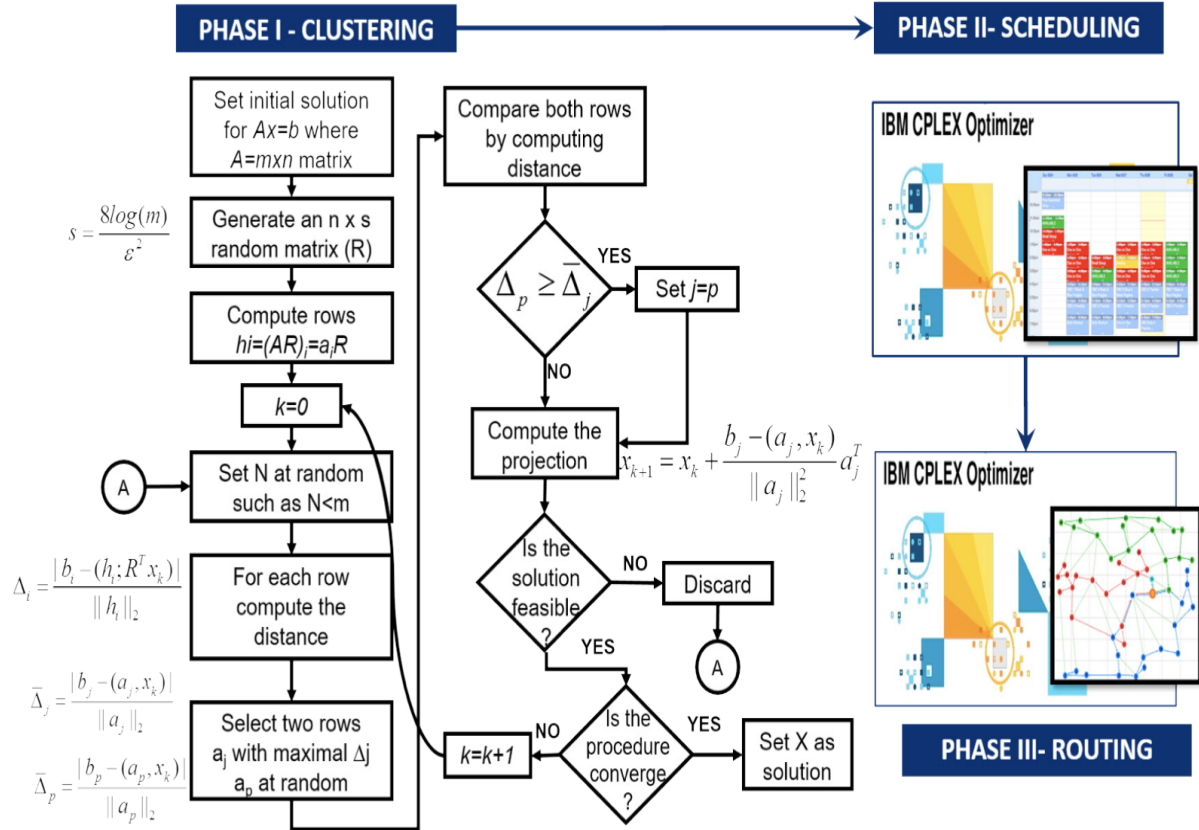 PHASE I - CLUSTERING
PHASE II- SCHEDULING
Set initial solution
for Ax=b where
A=mxn matrix
s = 8log(m) / ε²
Generate an n x s
random matrix (R)
Compute rows
hi=(AR)ᵢ=aᵢR
k=0
A
Set N at random
such as N<m
Δᵢ = | bᵢ − (hᵢ; Rᵀ xₖ) | / || hᵢ ||₂
For each row
compute the
distance
Δ̄ⱼ = | bⱼ − (aⱼ, xₖ) | / || aⱼ ||₂
Δ̄ₚ = | bₚ − (aₚ, xₖ) | / || aₚ ||₂
Select two rows
aⱼ with maximal Δj
aₚ at random
Compare both rows
by computing
distance
Δₚ ≥ Δ̄ⱼ
YES
Set j=p
NO
Compute the
projection
xₖ₊₁ = xₖ + (bⱼ − (aⱼ, xₖ)) / || aⱼ ||₂² aⱼᵀ
Is the
solution
feasible
?
NO
Discard
A
YES
Is the
procedure
converge
?
NO
k=k+1
YES
Set X as
solution
IBM CPLEX Optimizer
IBM CPLEX Optimizer
PHASE III- ROUTING